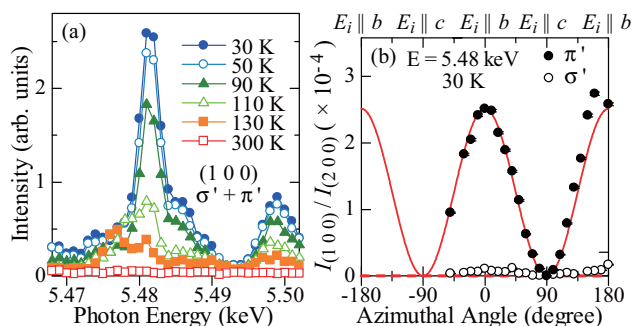 (a)
30 K
50 K
90 K
110 K
130 K
300 K
(1 0 0)
σ' + π'
2
1
0
5.47 5.48 5.49 5.50
Photon Energy (keV)
Intensity (arb. units)
E_i || b E_i || c E_i || b E_i || c E_i || b
(b) E = 5.48 keV
30 K
π'
σ'
3
2
1
0
-180 -90 0 90 180
Azimuthal Angle (degree)
I_(1 0 0) / I_(2 0 0) ( × 10⁻⁴)